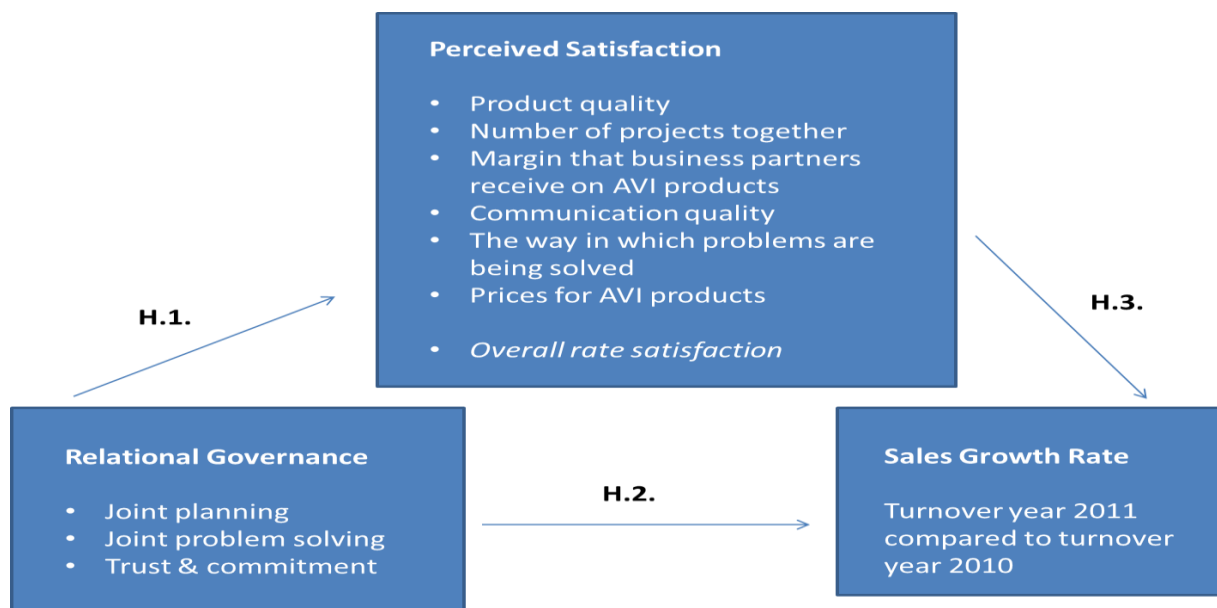 Perceived Satisfaction
• Product quality
• Number of projects together
• Margin that business partners
receive on AVI products
• Communication quality
• The way in which problems are
being solved
• Prices for AVI products
• Overall rate satisfaction
H.1.
H.3.
Relational Governance
• Joint planning
• Joint problem solving
• Trust & commitment
H.2.
Sales Growth Rate
Turnover year 2011
compared to turnover
year 2010